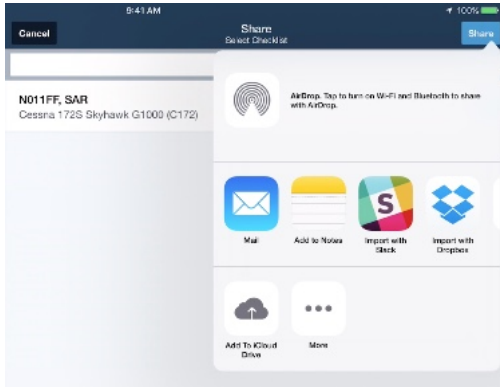 9:41 AM
100%
Cancel
Share
Select Checklist
Share
N011FF, SAR
Cessna 172S Skyhawk G1000 (C172)
AirDrop. Tap to turn on Wi-Fi and Bluetooth to share
with AirDrop.
S
Mail
Add to Notes
Import with
Slack
Import with
Dropbox
Add To iCloud
Drive
More